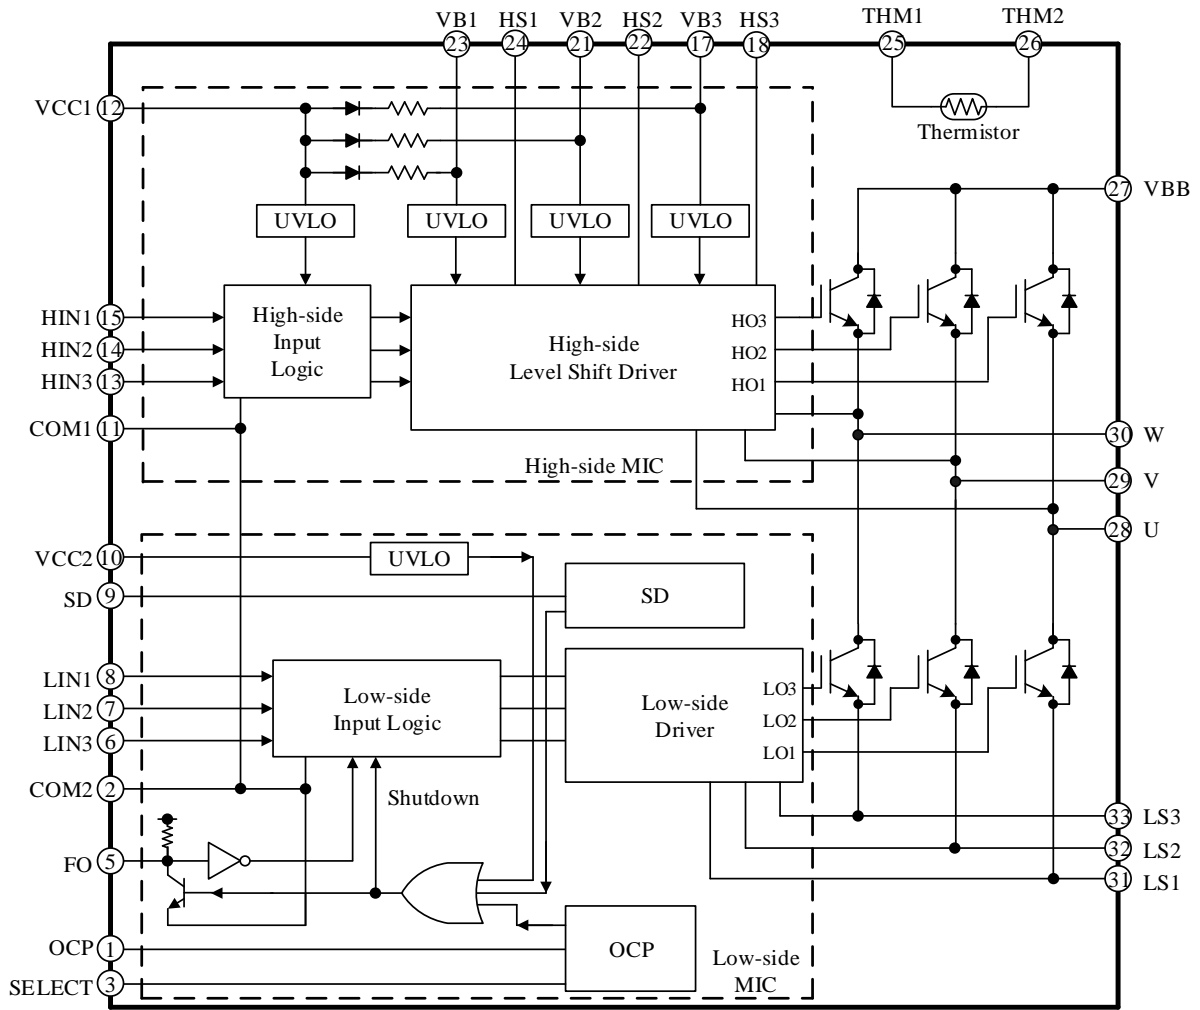 VB1 HS1 VB2 HS2 VB3 HS3 THM1 THM2
23 24 21 22 17 18 25 26
VCC1 12
Thermistor
27 VBB
UVLO UVLO UVLO UVLO
HIN1 15
HIN2 14
HIN3 13
COM1 11
High-side
Input
Logic
High-side
Level Shift Driver
HO3
HO2
HO1
High-side MIC
30 W
29 V
28 U
VCC2 10
UVLO
SD 9
SD
LIN1 8
LIN2 7
LIN3 6
Low-side
Input Logic
Low-side
Driver
LO3
LO2
LO1
COM2 2
Shutdown
33 LS3
32 LS2
31 LS1
FO 5
OCP 1
OCP
SELECT 3
Low-side
MIC